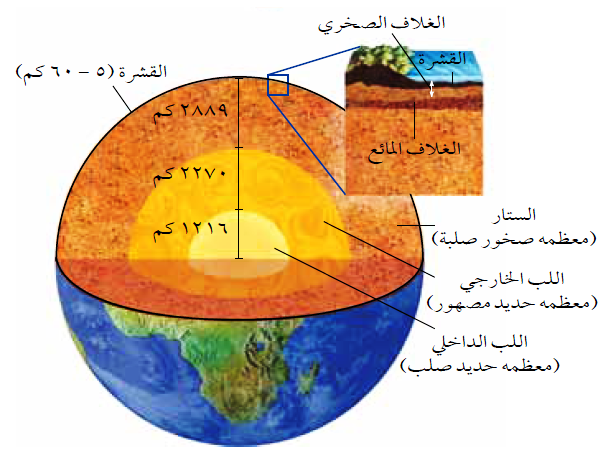 الغلاف الصخري
القشرة
القشرة (٥ - ٦٠ كم)
٢٨٨٩ كم
الغلاف المائع
٢٢٧٠ كم
١٢١٦ كم
الستار
(معظمه صخور صلبة)
اللب الخارجي
(معظمه حديد مصهور)
اللب الداخلي
(معظمه حديد صلب)